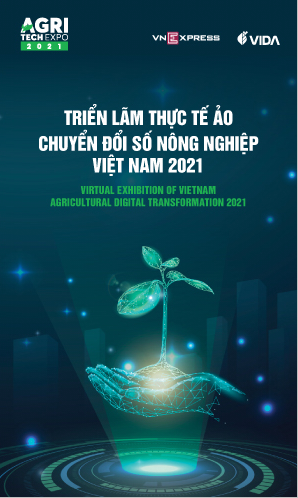 AGRI
TECH EXPO
2021
VNEXPRESS
VIDA
TRIỂN LÃM THỰC TẾ ẢO
CHUYỂN ĐỔI SỐ NÔNG NGHIỆP
VIỆT NAM 2021
VIRTUAL EXHIBITION OF VIETNAM
AGRICULTURAL DIGITAL TRANSFORMATION 2021